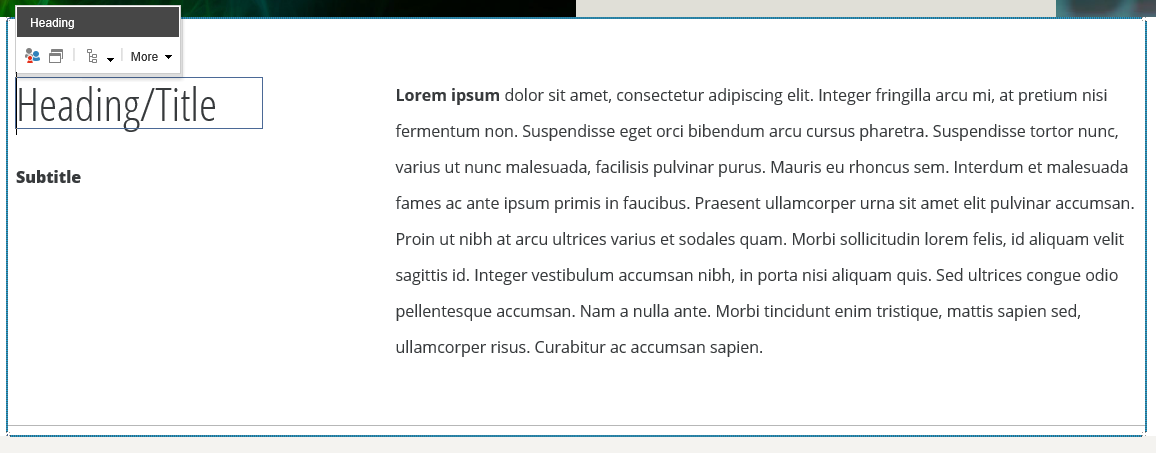 Heading
More
Heading/Title
Subtitle
Lorem ipsum dolor sit amet, consectetur adipiscing elit. Integer fringilla arcu mi, at pretium nisi
fermentum non. Suspendisse eget orci bibendum arcu cursus pharetra. Suspendisse tortor nunc,
varius ut nunc malesuada, facilisis pulvinar purus. Mauris eu rhoncus sem. Interdum et malesuada
fames ac ante ipsum primis in faucibus. Praesent ullamcorper urna sit amet elit pulvinar accumsan.
Proin ut nibh at arcu ultrices varius et sodales quam. Morbi sollicitudin lorem felis, id aliquam velit
sagittis id. Integer vestibulum accumsan nibh, in porta nisi aliquam quis. Sed ultrices congue odio
pellentesque accumsan. Nam a nulla ante. Morbi tincidunt enim tristique, mattis sapien sed,
ullamcorper risus. Curabitur ac accumsan sapien.